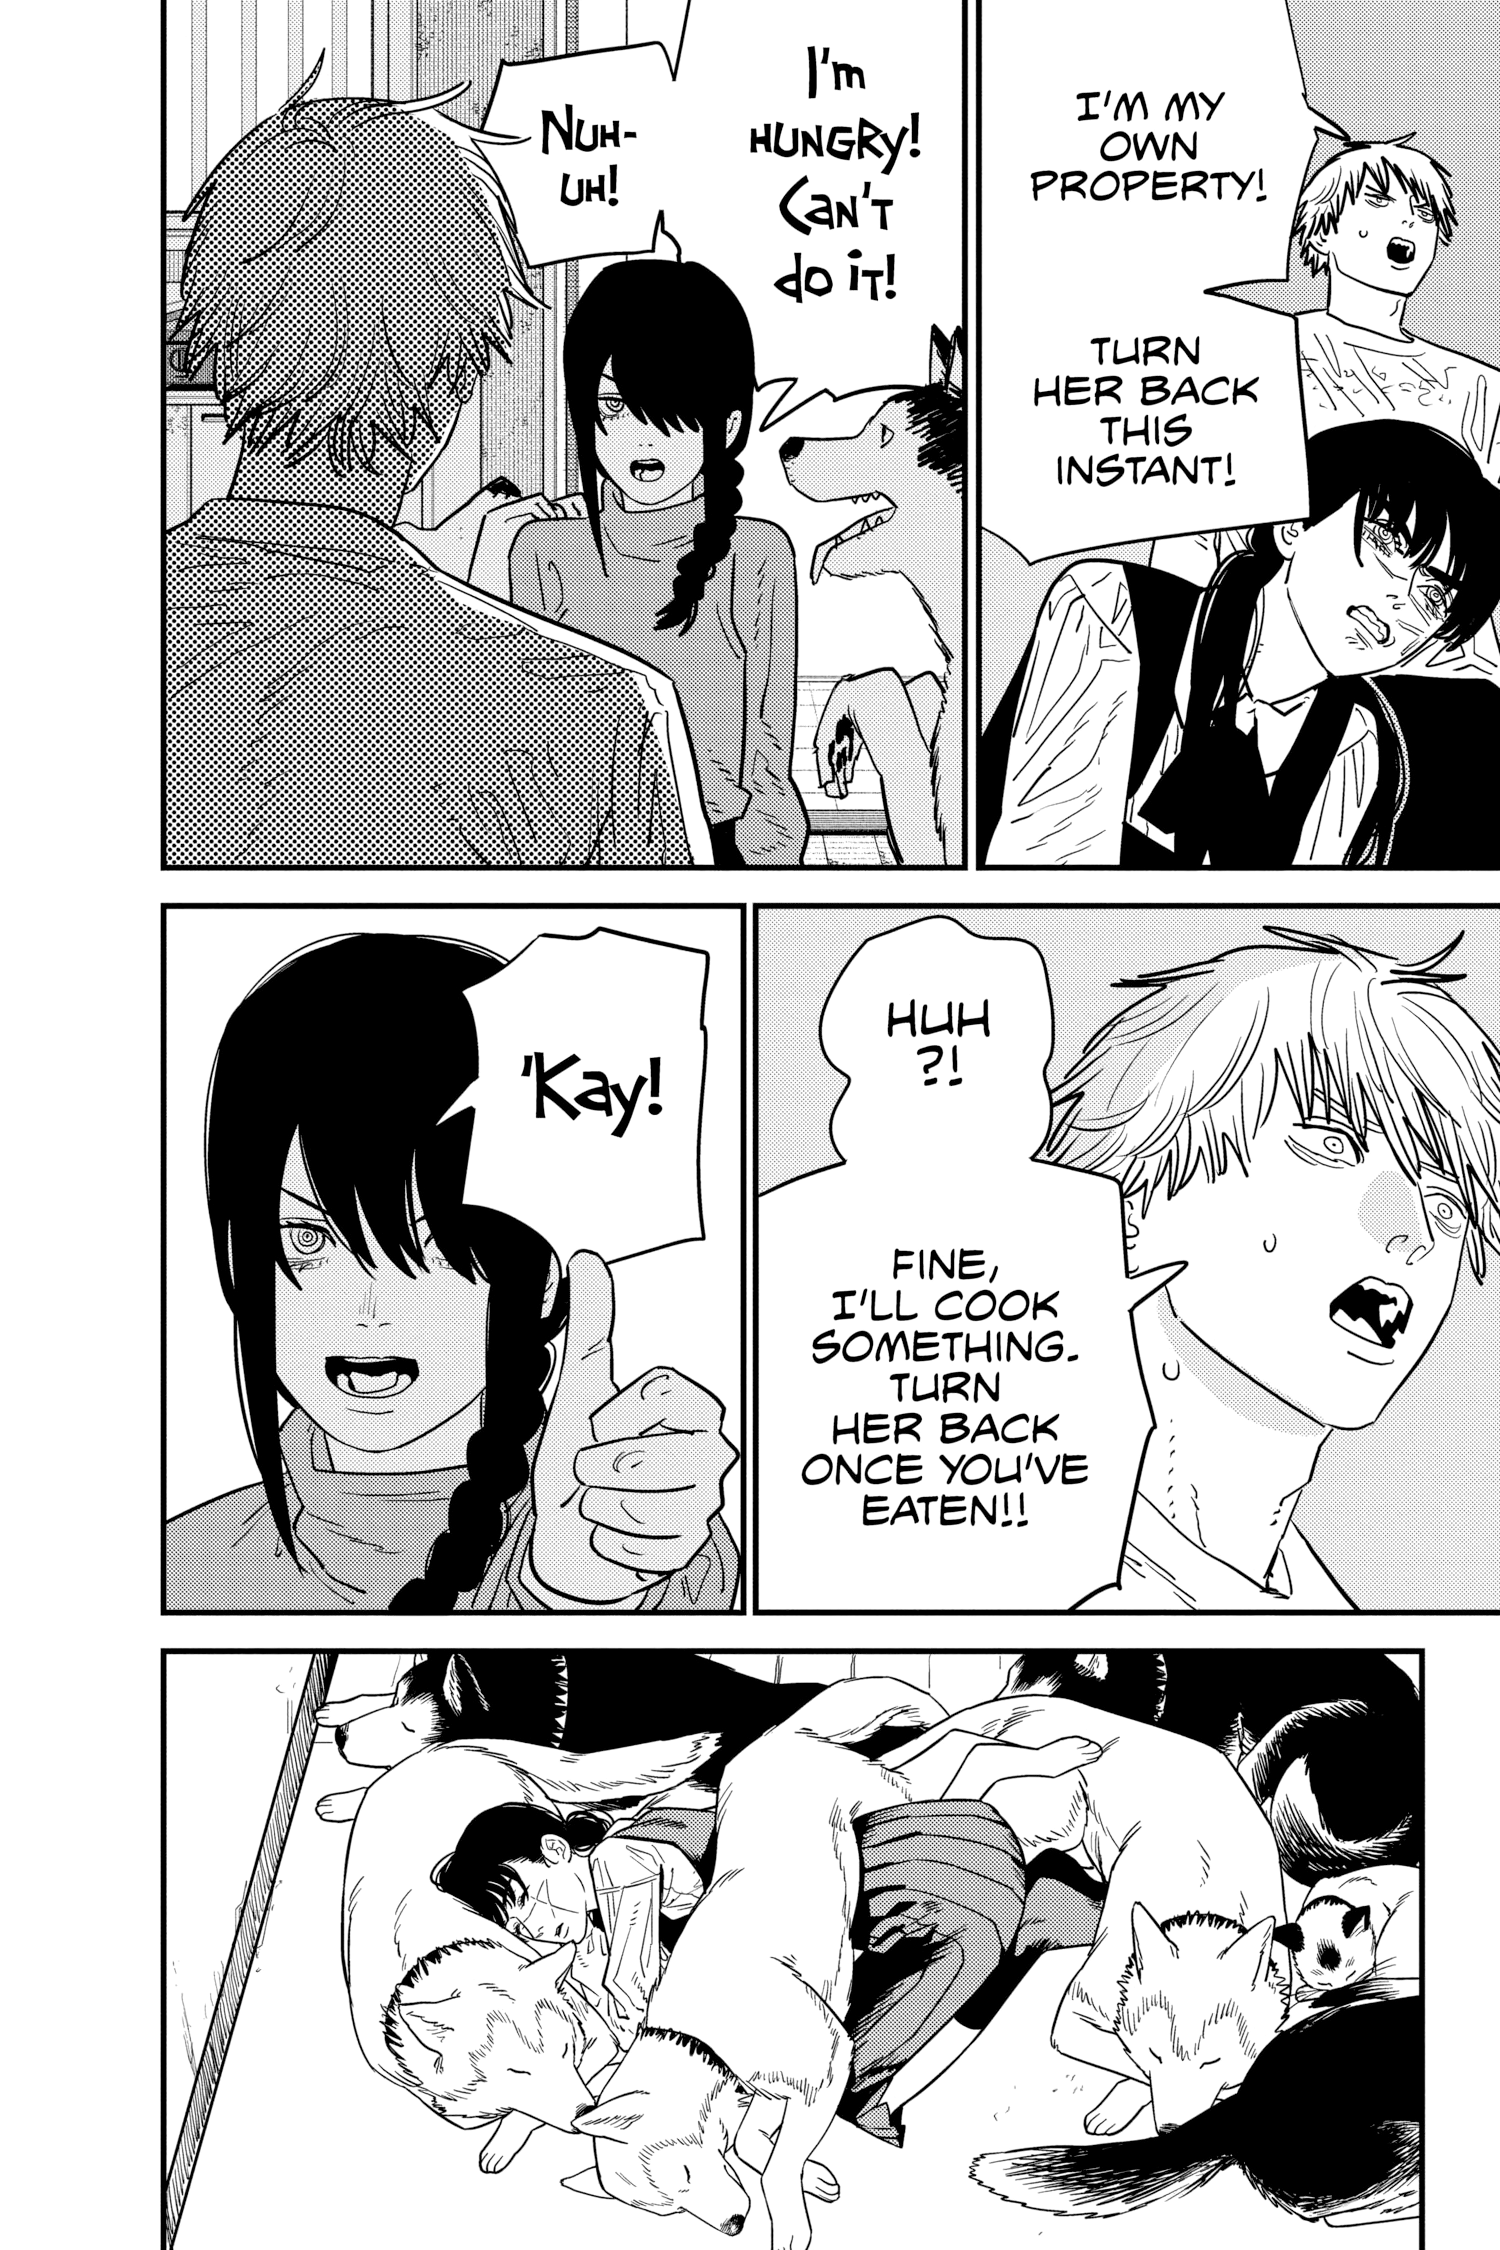 I'M MY
OWN
PROPERTY!
TURN
HER BACK
THIS
INSTANT!
I'm
HUNGRY!
Can't
do it!
NUH-
UH!
HUH
?!
FINE,
I'LL COOK
SOMETHING.
TURN
HER BACK
ONCE YOU'VE
EATEN!!
'Kay!